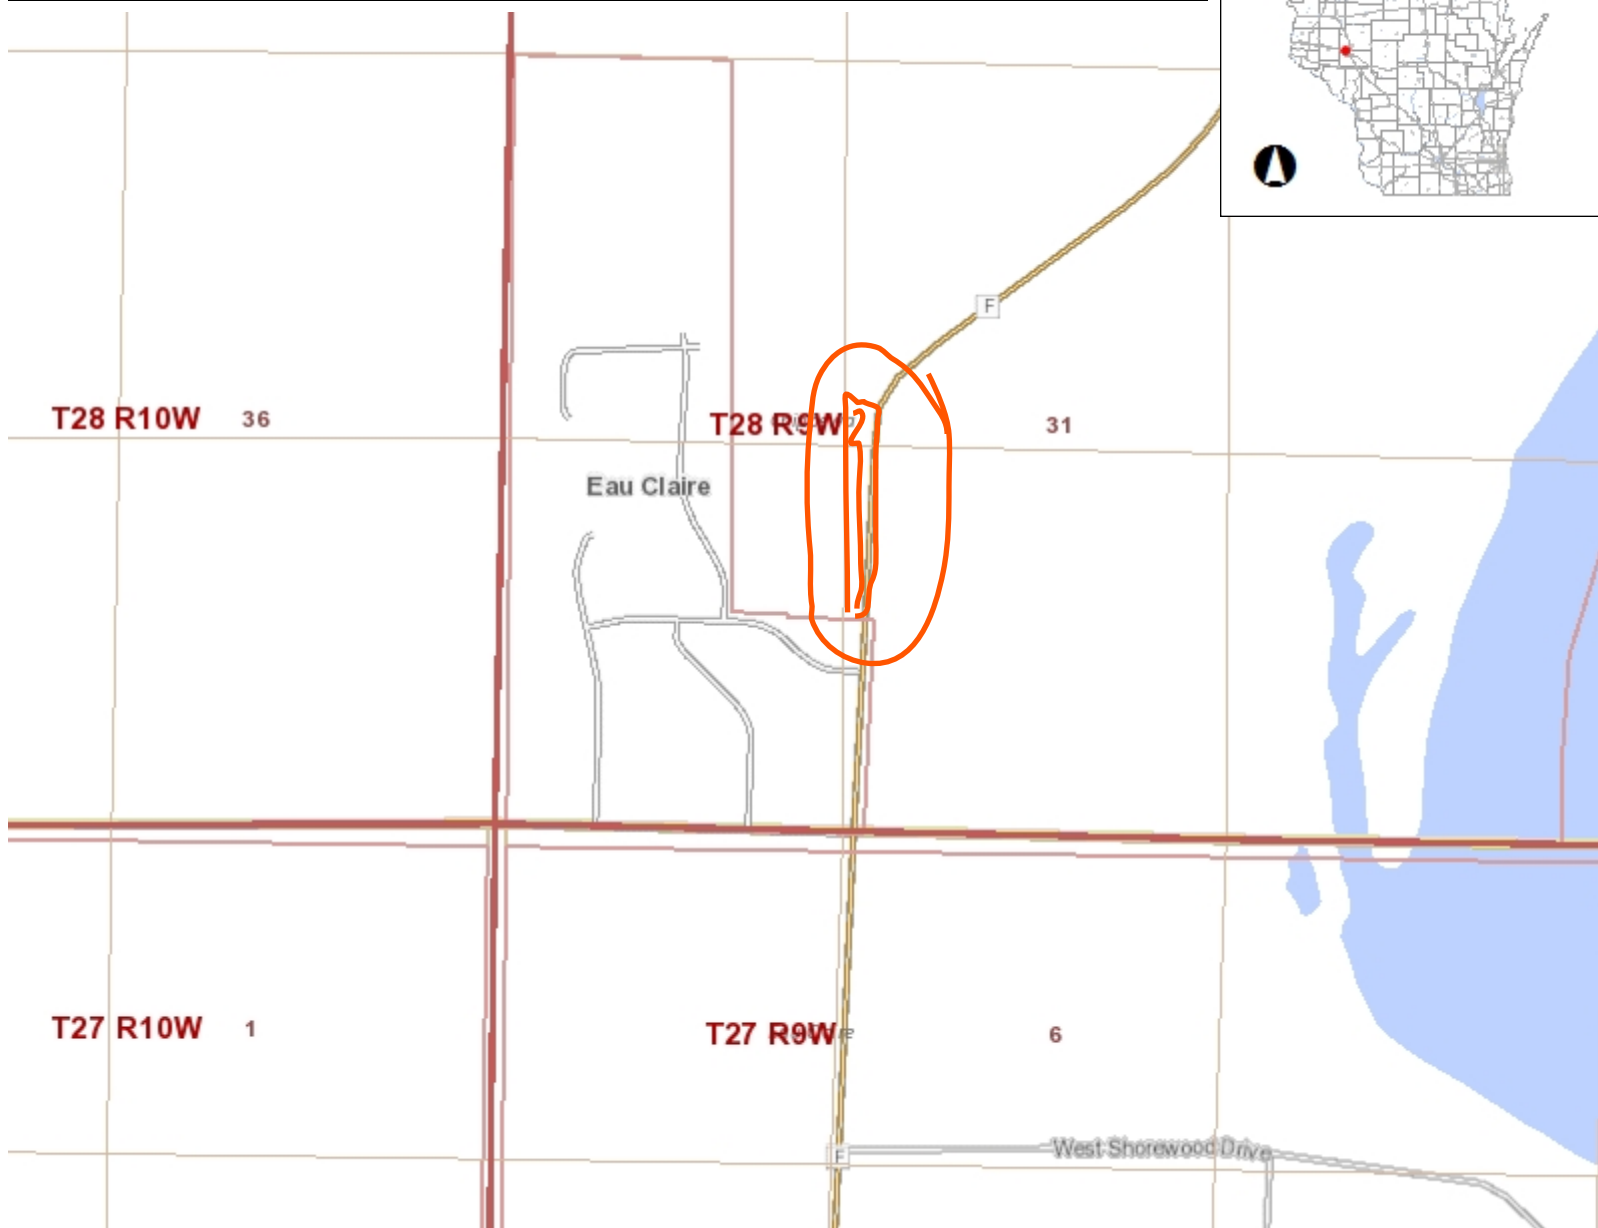 F
T28 R10W 36
T28 R9W
31
Eau Claire
T27 R10W 1
T27 R9W
6
F
West Shorewood Drive